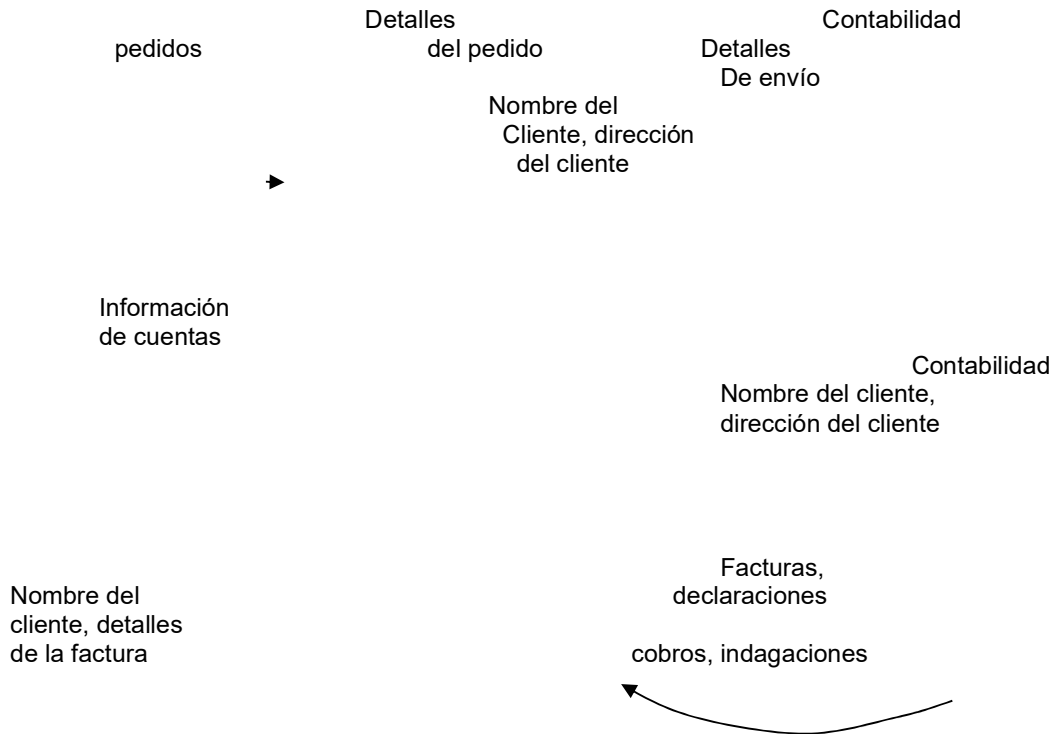 Detalles
Contabilidad
pedidos
del pedido
Detalles
De envío
Nombre del
Cliente, dirección
del cliente
Información
de cuentas
Contabilidad
Nombre del cliente,
dirección del cliente
Facturas,
declaraciones
Nombre del
cliente, detalles
de la factura
cobros, indagaciones